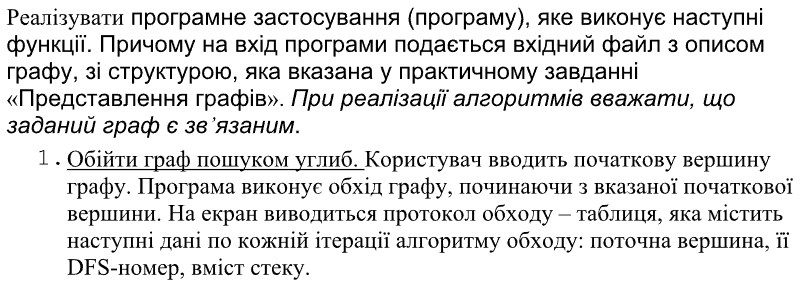 Реалізувати програмне застосування (програму), яке виконує наступні
функції. Причому на вхід програми подається вхідний файл з описом
графу, зі структурою, яка вказана у практичному завданні
«Представлення графів». При реалізації алгоритмів вважати, що
заданий граф є зв’язаним.
1. Обійти граф пошуком углиб. Користувач вводить початкову вершину
графу. Програма виконує обхід графу, починаючи з вказаної початкової
вершини. На екран виводиться протокол обходу – таблиця, яка містить
наступні дані по кожній ітерації алгоритму обходу: поточна вершина, її
DFS-номер, вміст стеку.